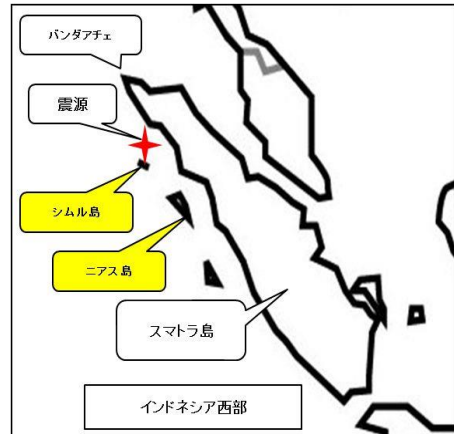 バンダアチェ
震源
シムル島
ニアス島
スマトラ島
インドネシア西部